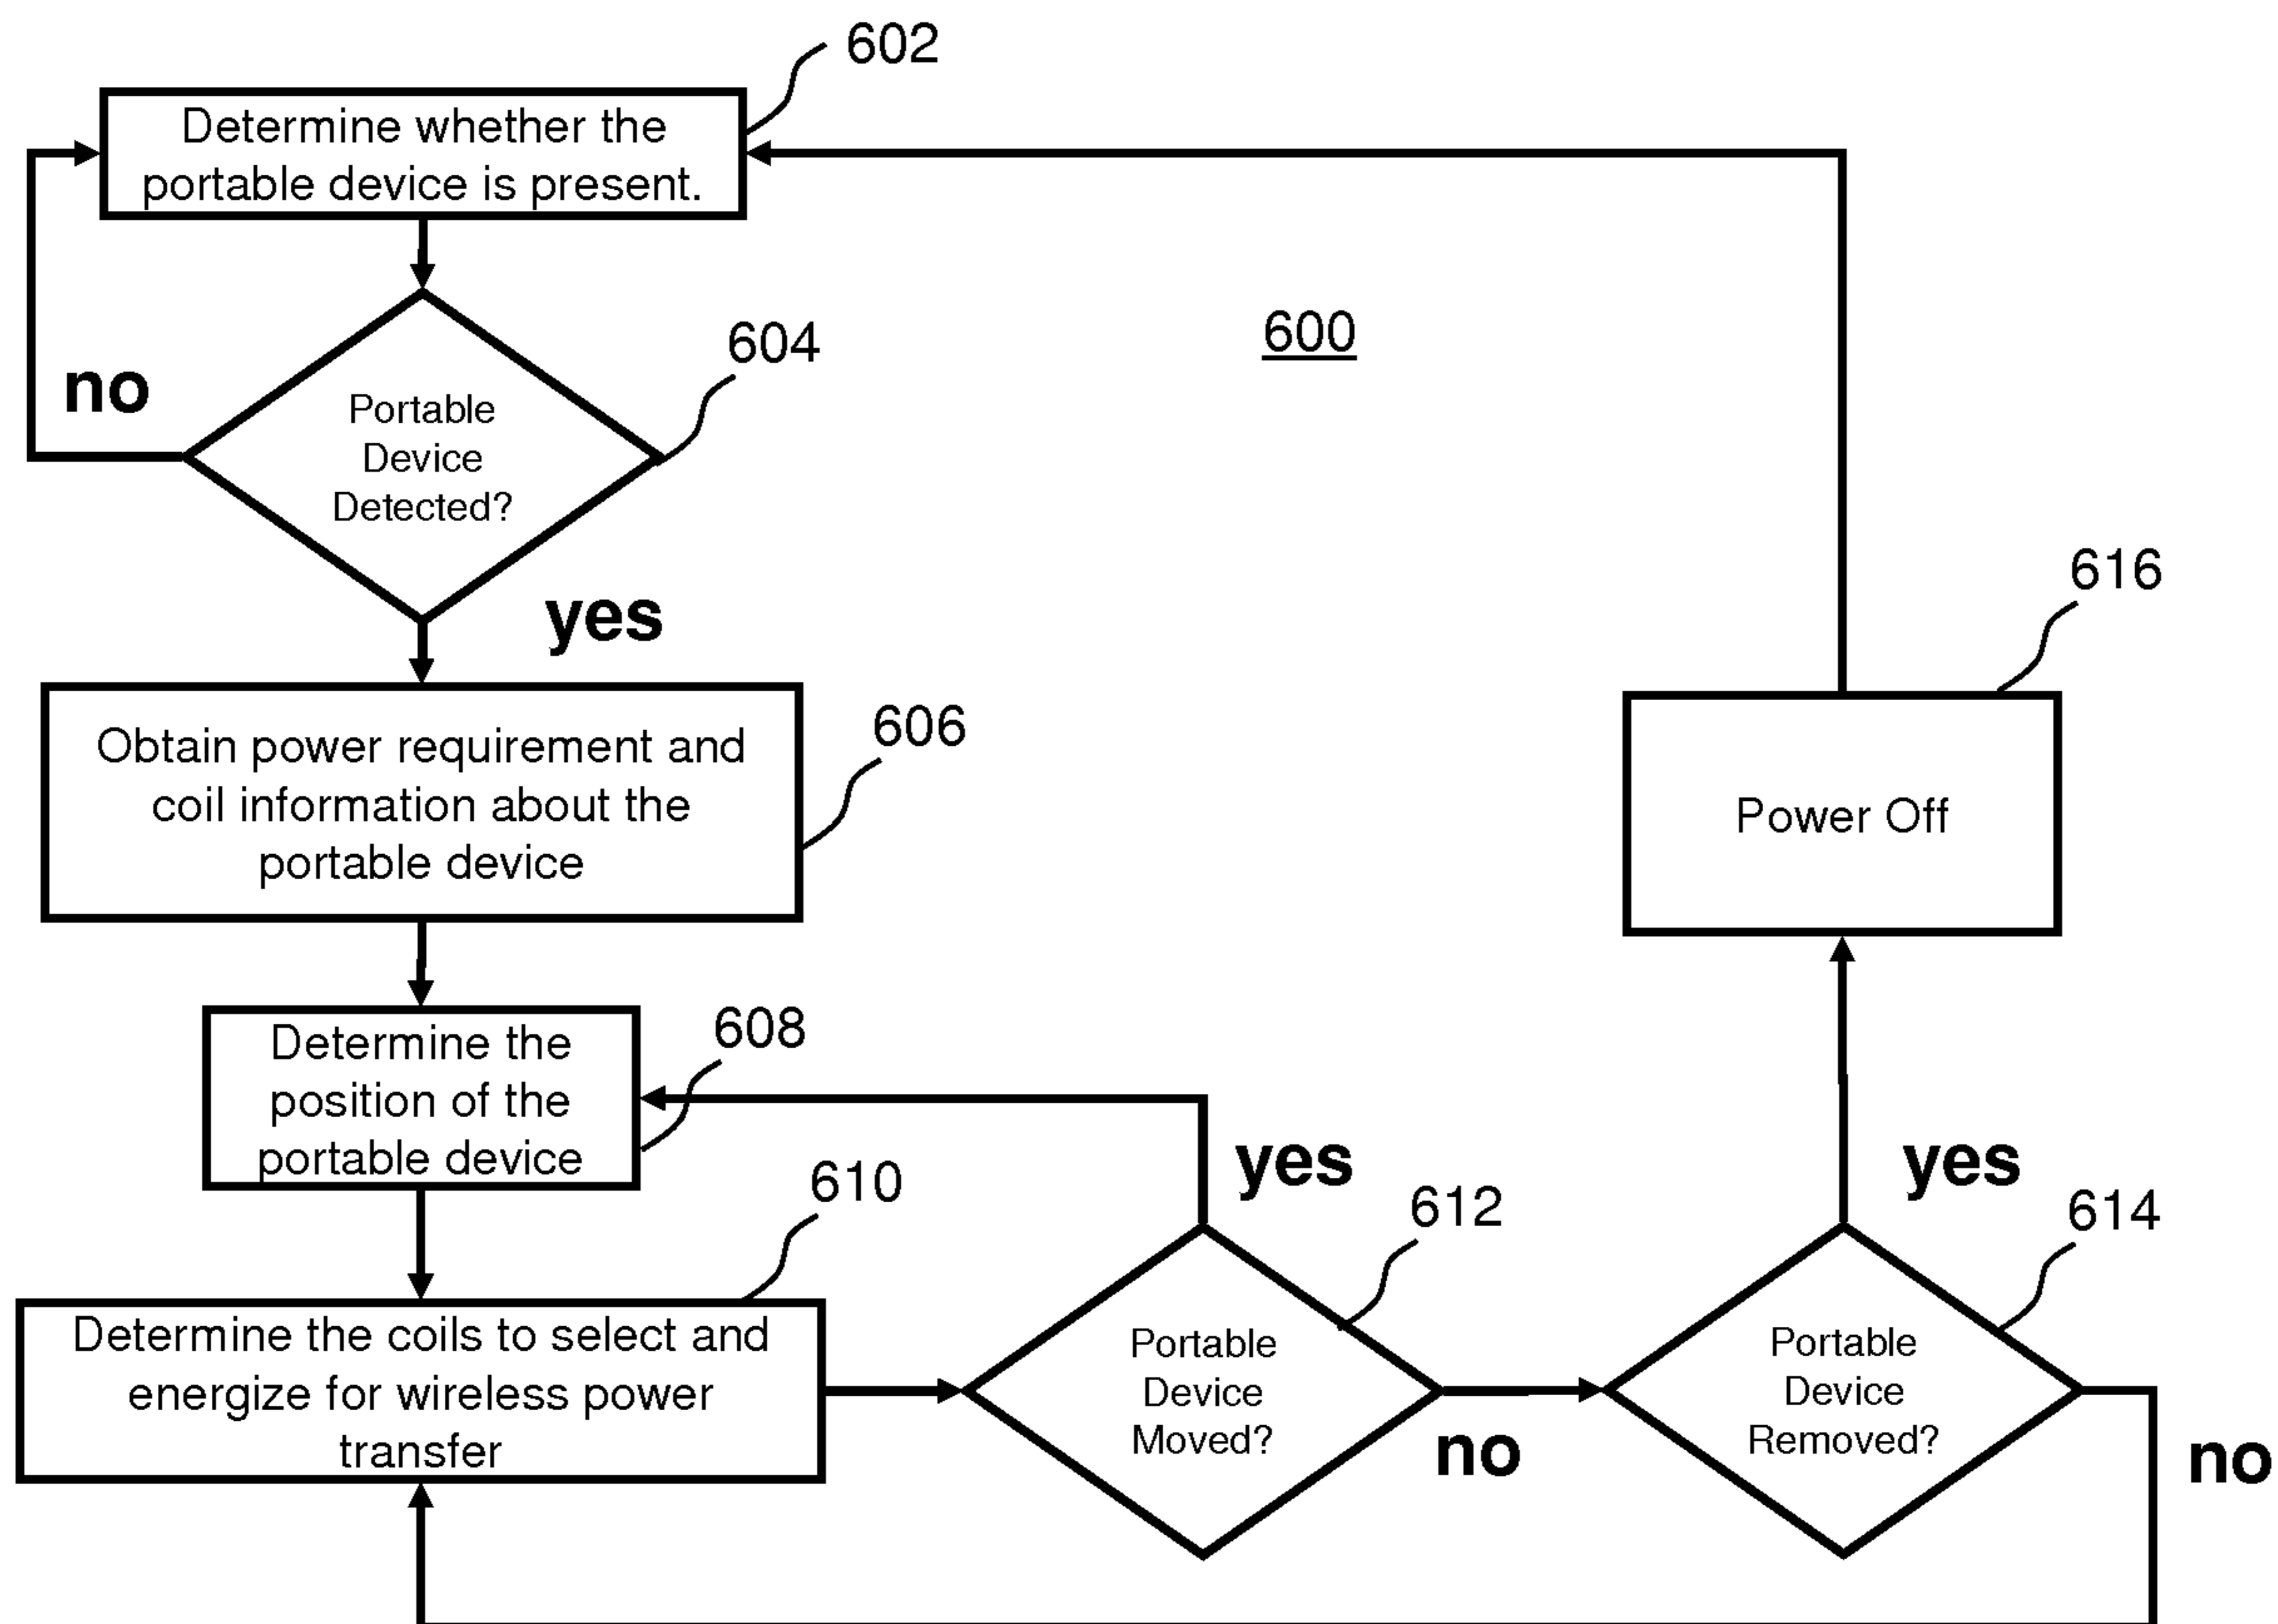 602
Determine whether the
portable device is present.
604
600
no
Portable
Device
Detected?
yes
616
606
Obtain power requirement and
coil information about the
portable device
Power Off
608
Determine the
position of the
portable device
610
yes
612
yes
614
Determine the coils to select and
energize for wireless power
transfer
Portable
Device
Moved?
no
Portable
Device
Removed?
no